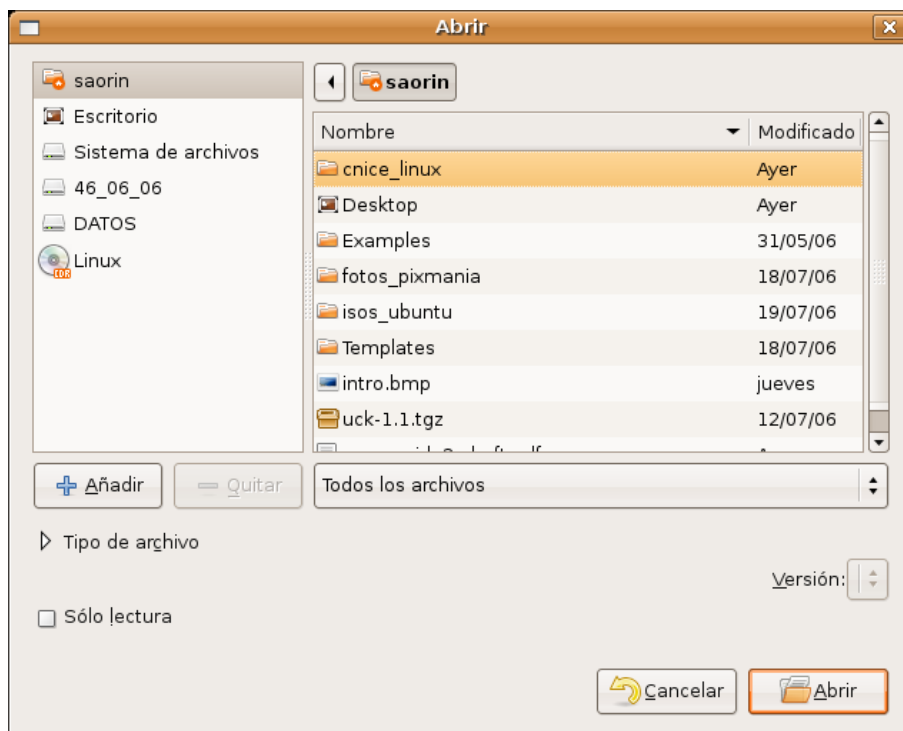 Abrir
saorin
Escritorio
Sistema de archivos
46_06_06
DATOS
Linux
saorin
Nombre Modificado
cnice_linux Ayer
Desktop Ayer
Examples 31/05/06
fotos_pixmania 18/07/06
isos_ubuntu 19/07/06
Templates 18/07/06
intro.bmp jueves
uck-1.1.tgz 12/07/06
Añadir Quitar Todos los archivos
Tipo de archivo
Versión:
Sólo lectura
Cancelar Abrir